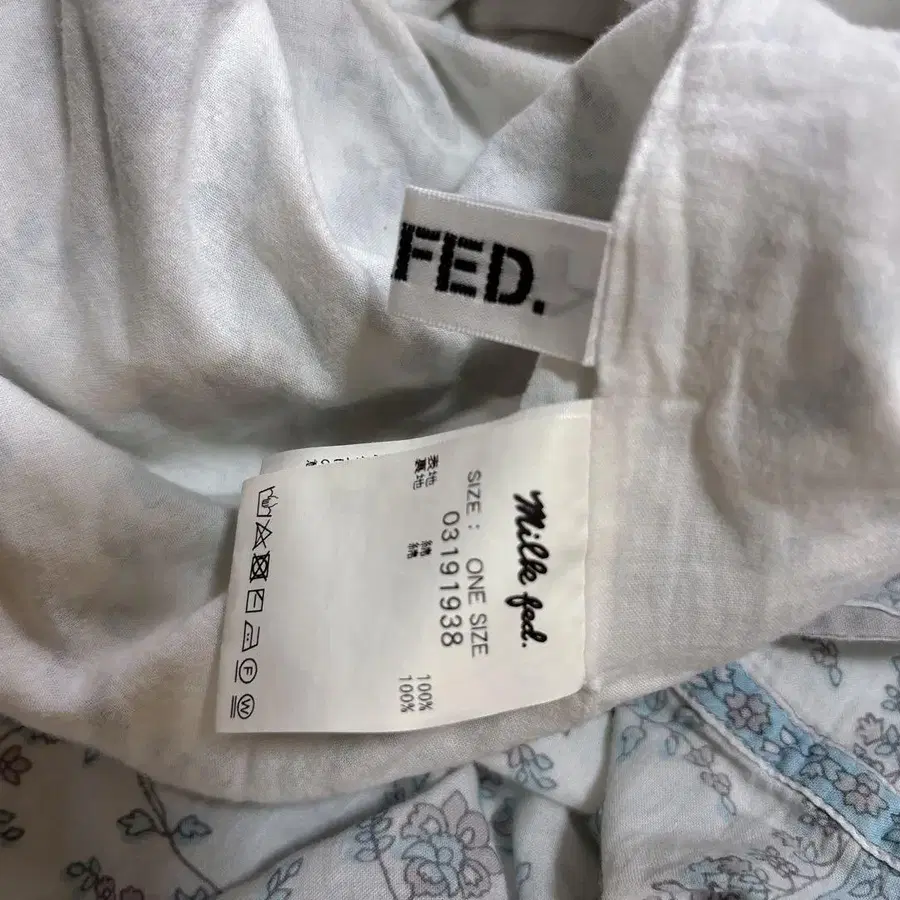 FED.
Milk fed.
SIZE : ONE SIZE
03191938
表地 綿 100%
裏地 綿 100%
F
W